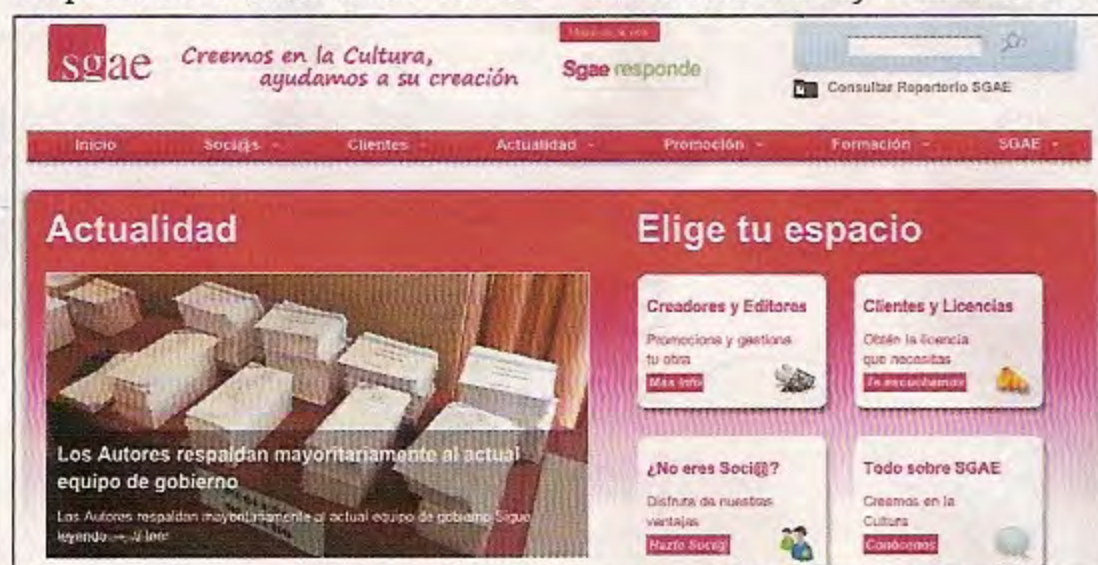 sgae
Creemos en la Cultura,
ayudamos a su creación
Sgae responde
Consultar Repertorio SGAE
Inicio
Soci@s
Clientes
Actualidad
Promoción
Formación
SGAE
Actualidad
Los Autores respaldan mayoritariamente al actual
equipo de gobierno
Los Autores respaldan mayoritariamente al actual equipo de gobierno Sigue
leyendo →
Elige tu espacio
Creadores y Editores
Promociona y gestiona
tu obra
Más info
Clientes y Licencias
Obtén la licencia
que necesitas
Te escuchamos
¿No eres Soci@?
Disfruta de nuestras
ventajas
Hazte Soci@
Todo sobre SGAE
Creemos en la
Cultura
Conócenos